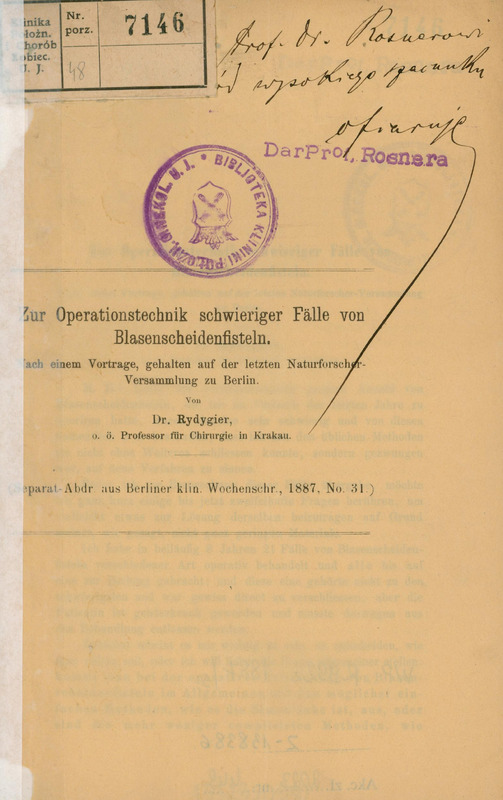 Klinika
Położn.
Chorób
Kobiec.
U. J.
Nr.
porz.
7146
48
Prof. Dr. Rosnerowi
wysokiego szacunku
ofiaruje
Dar Prof. Rosnera
BIBLIOTEKA KLINIKI POŁOŻN. GINEKOL. U. J.
Zur Operationstechnik schwieriger Fälle von
Blasenscheidenfisteln.
Nach einem Vortrage, gehalten auf der letzten Naturforscher-
Versammlung zu Berlin.
Von
Dr. Rydygier,
o. ö. Professor für Chirurgie in Krakau.
(Separat-Abdr aus Berliner klin. Wochenschr., 1887, No. 31.)